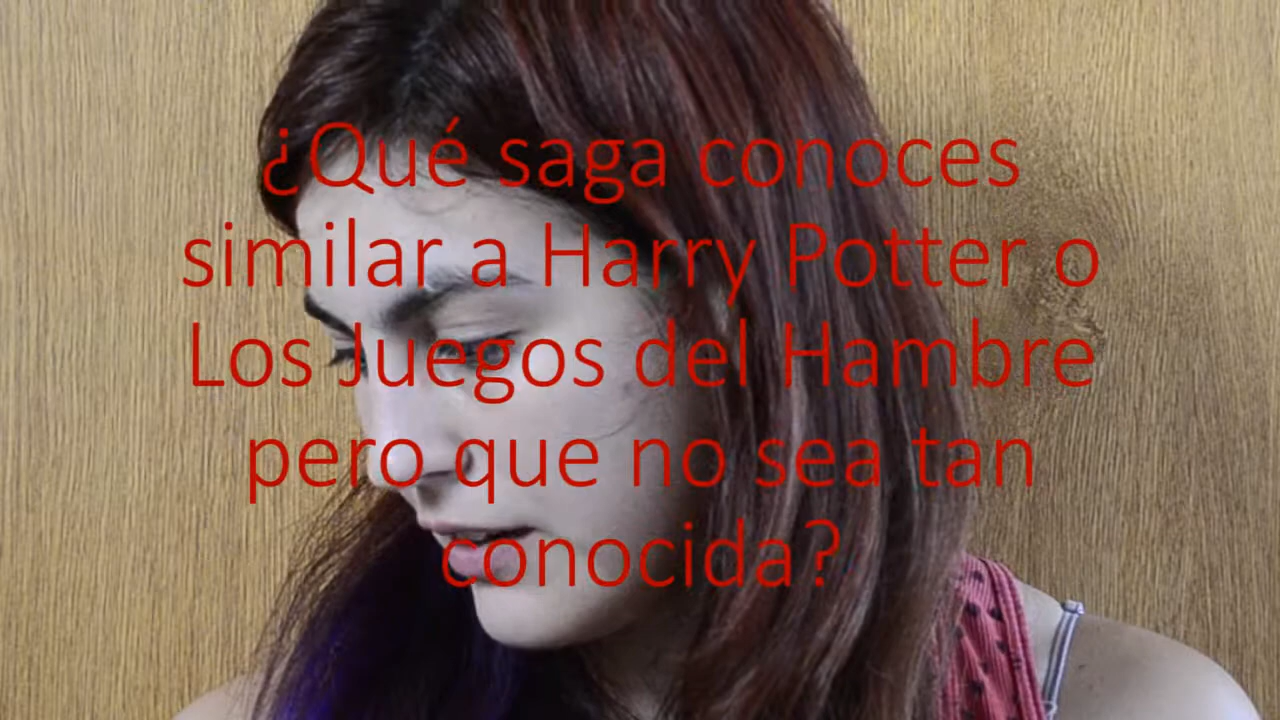 ¿Qué saga conoces
similar a Harry Potter o
Los Juegos del Hambre
pero que no sea tan
conocida?